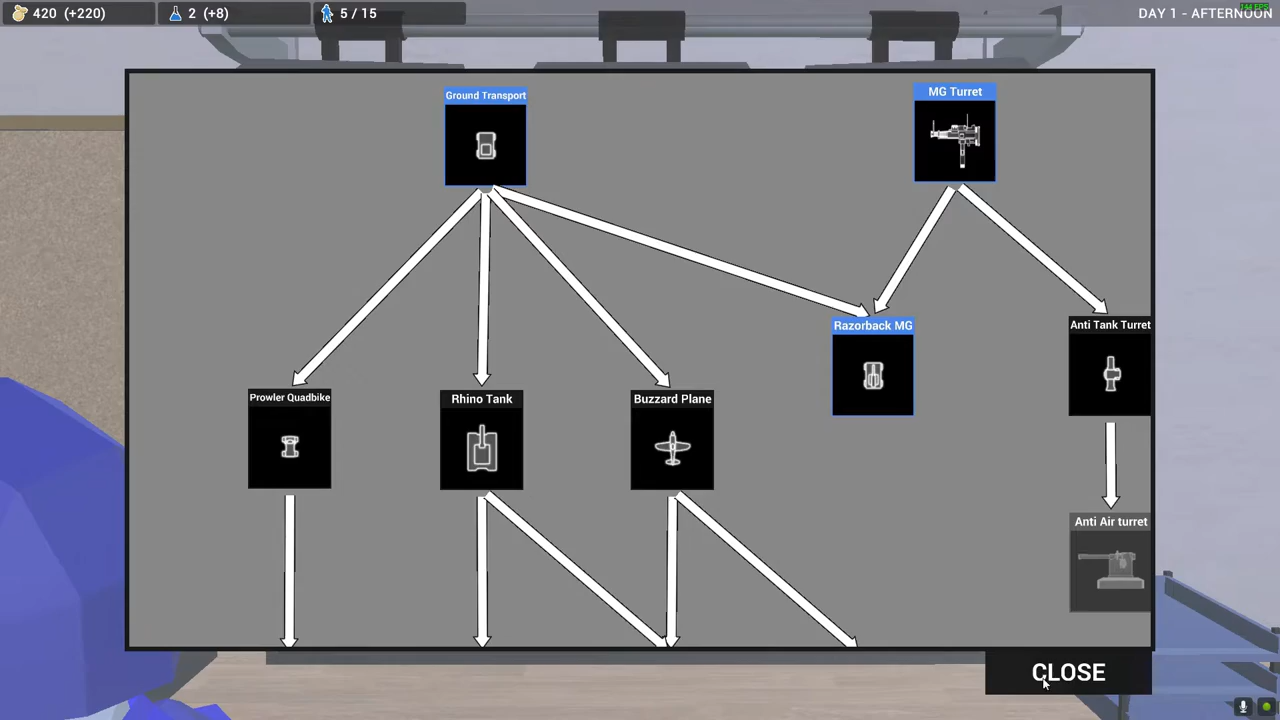 420 (+220)
2 (+8)
5 / 15
DAY 1 - AFTERNOON
Ground Transport
MG Turret
Razorback MG
Anti Tank Turret
Prowler Quadbike
Rhino Tank
Buzzard Plane
Anti Air turret
CLOSE